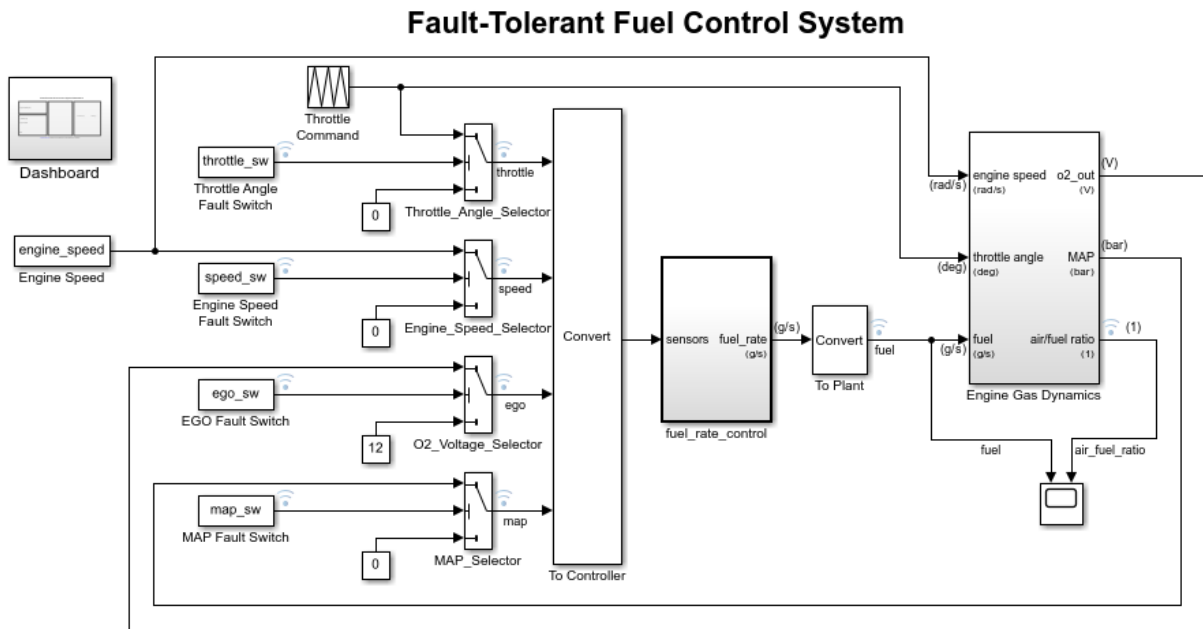 Fault-Tolerant Fuel Control System
Dashboard
Throttle
Command
throttle_sw
Throttle Angle
Fault Switch
0
throttle
Throttle_Angle_Selector
engine_speed
Engine Speed
speed_sw
Engine Speed
Fault Switch
0
speed
Engine_Speed_Selector
ego_sw
EGO Fault Switch
12
ego
O2_Voltage_Selector
map_sw
MAP Fault Switch
0
map
MAP_Selector
Convert
To Controller
sensors
fuel_rate
(g/s)
(g/s)
fuel_rate_control
Convert
To Plant
fuel
(rad/s)
engine speed
(rad/s)
o2_out
(V)
(V)
(deg)
throttle angle
(deg)
MAP
(bar)
(bar)
(g/s)
fuel
(g/s)
air/fuel ratio
(1)
(1)
Engine Gas Dynamics
fuel
air_fuel_ratio